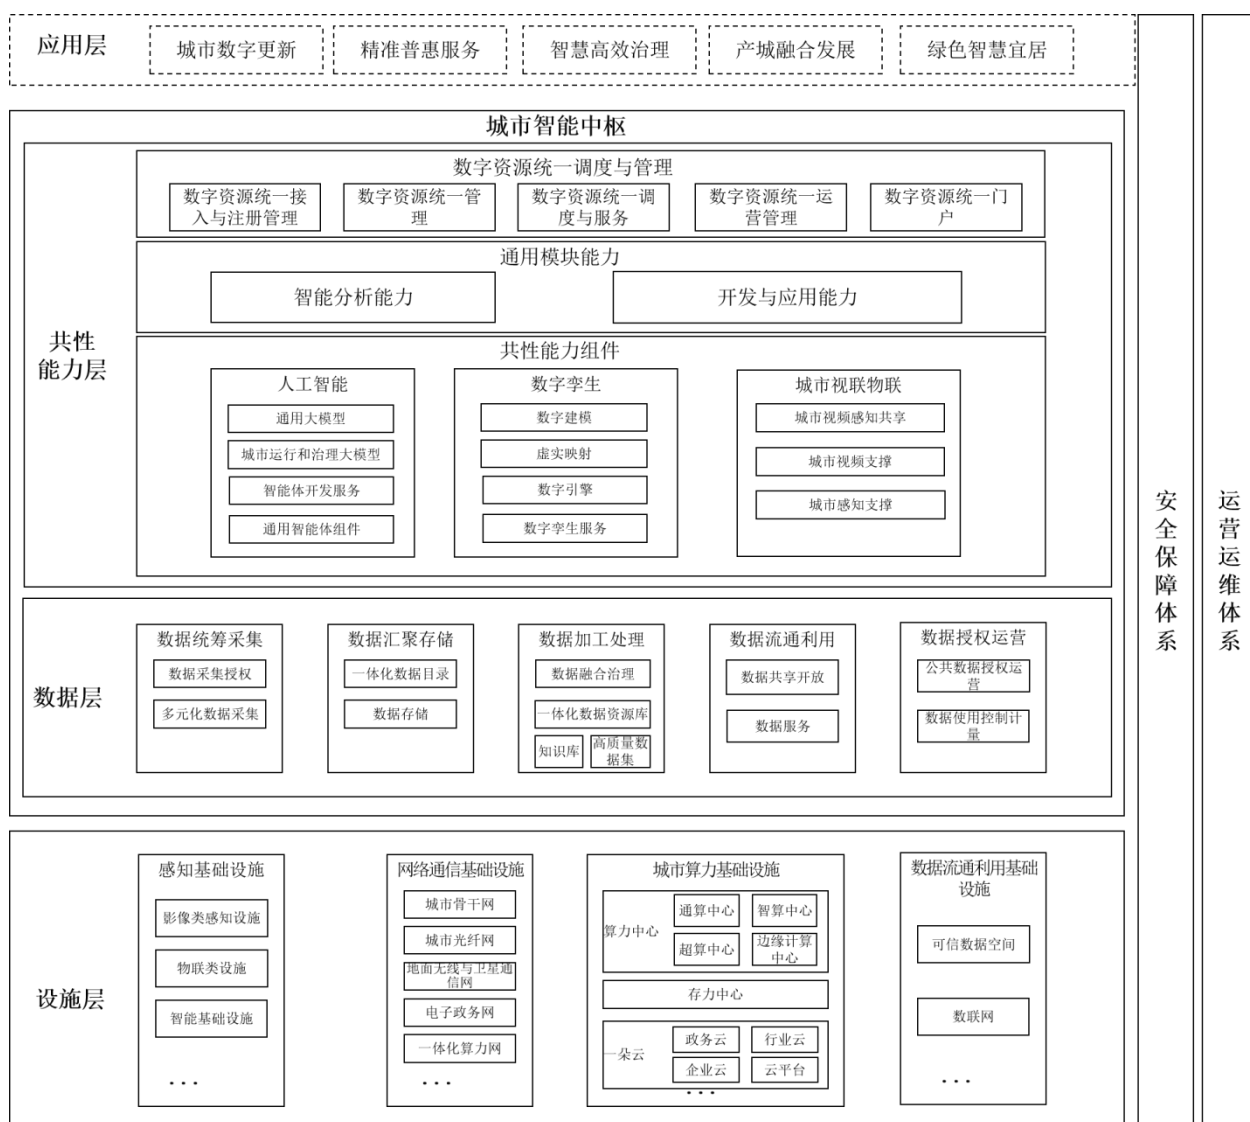 应用层
城市数字更新
精准普惠服务
智慧高效治理
产城融合发展
绿色智慧宜居
城市智能中枢
共性
能力层
数字资源统一调度与管理
数字资源统一接
入与注册管理
数字资源统一管
理
数字资源统一调
度与服务
数字资源统一运
营管理
数字资源统一门
户
通用模块能力
智能分析能力
开发与应用能力
共性能力组件
人工智能
通用大模型
城市运行和治理大模型
智能体开发服务
通用智能体组件
数字孪生
数字建模
虚实映射
数字引擎
数字孪生服务
城市视联物联
城市视频感知共享
城市视频支撑
城市感知支撑
数据层
数据统筹采集
数据采集授权
多元化数据采集
数据汇聚存储
一体化数据目录
数据存储
数据加工处理
数据融合治理
一体化数据资源库
知识库
高质量数
据集
数据流通利用
数据共享开放
数据服务
数据授权运营
公共数据授权运
营
数据使用控制计
量
设施层
感知基础设施
影像类感知设施
物联类设施
智能基础设施
...
网络通信基础设施
城市骨干网
城市光纤网
地面无线与卫星通
信网
电子政务网
一体化算力网
...
城市算力基础设施
算力中心
通算中心
智算中心
超算中心
边缘计算
中心
存力中心
一朵云
政务云
行业云
企业云
云平台
...
数据流通利用基础
设施
可信数据空间
数联网
...
安全保障体系
运营运维体系